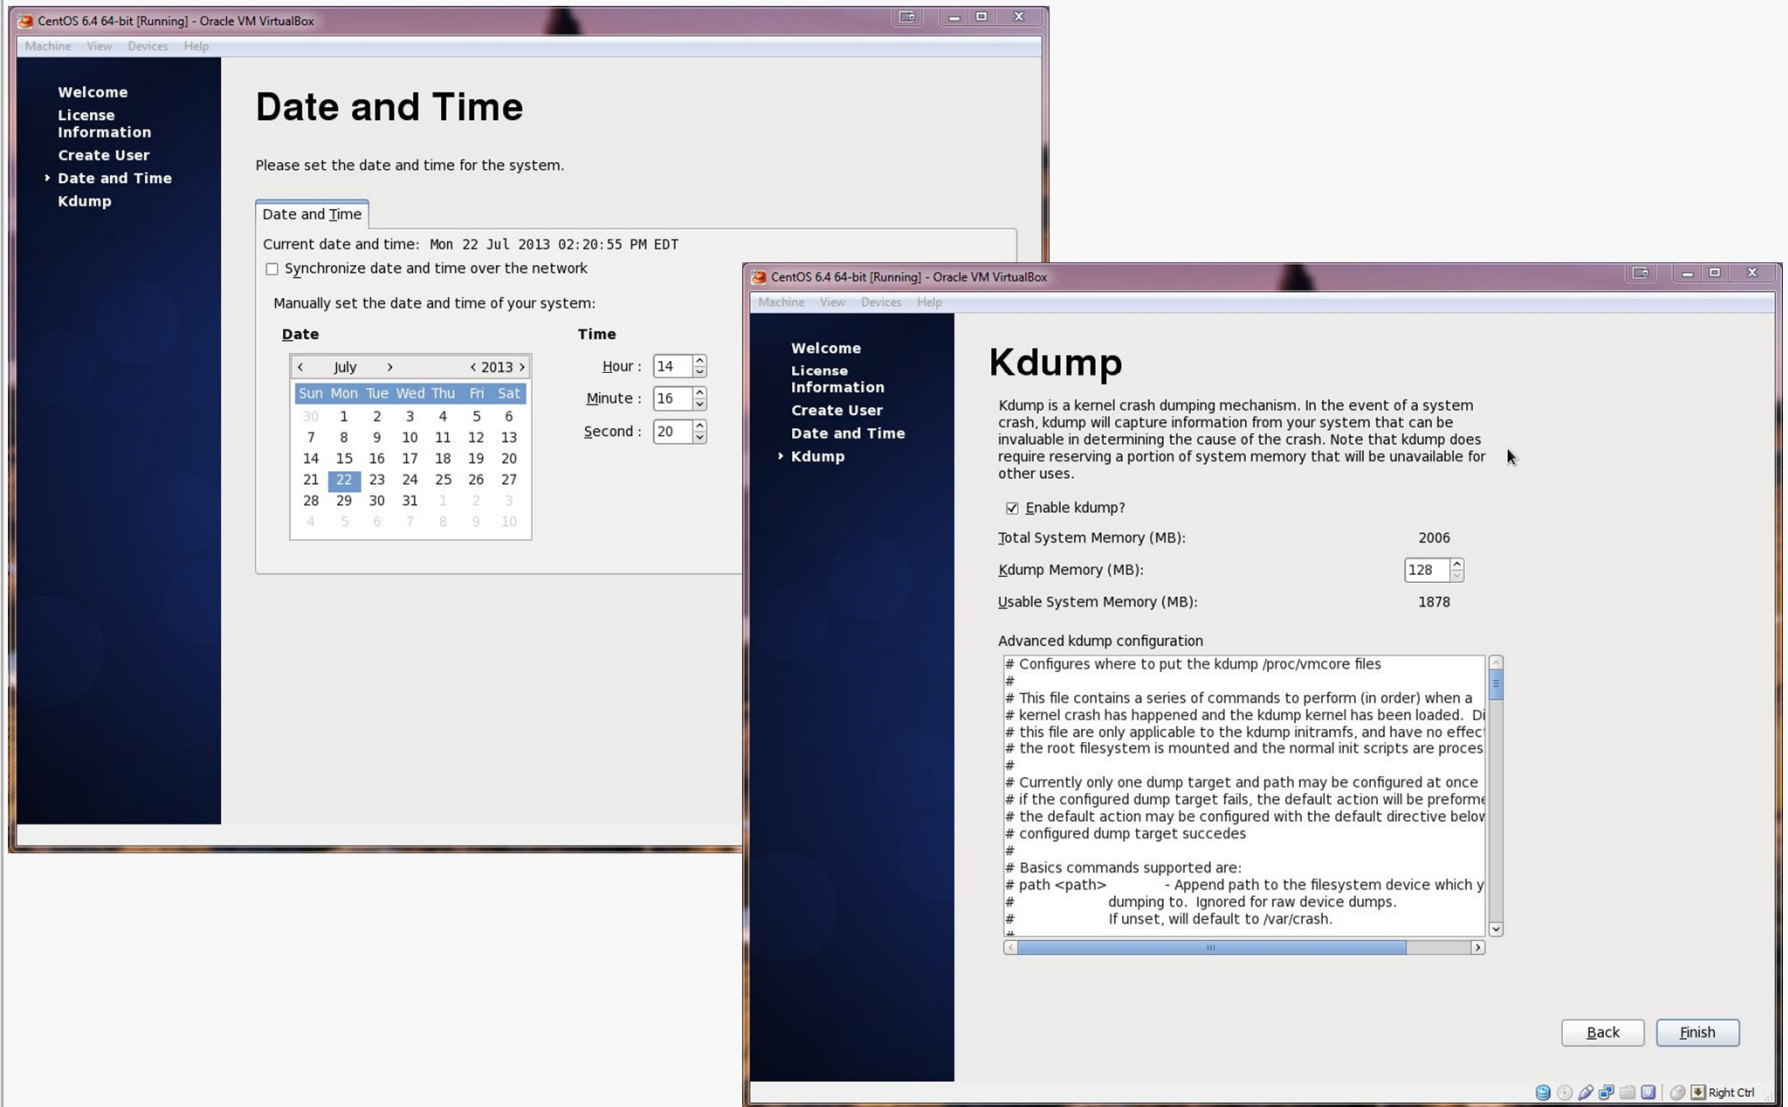 CentOS 6.4 64-bit [Running] - Oracle VM VirtualBox
Machine View Devices Help
Welcome
License
Information
Create User
Date and Time
Kdump
Date and Time
Please set the date and time for the system.
Date and Time
Current date and time: Mon 22 Jul 2013 02:20:55 PM EDT
Synchronize date and time over the network
Manually set the date and time of your system:
Date
< July > < 2013 >
Sun Mon Tue Wed Thu Fri Sat
30 1 2 3 4 5 6
7 8 9 10 11 12 13
14 15 16 17 18 19 20
21 22 23 24 25 26 27
28 29 30 31 1 2 3
4 5 6 7 8 9 10
Time
Hour : 14
Minute : 16
Second : 20
CentOS 6.4 64-bit [Running] - Oracle VM VirtualBox
Machine View Devices Help
Welcome
License
Information
Create User
Date and Time
Kdump
Kdump
Kdump is a kernel crash dumping mechanism. In the event of a system
crash, kdump will capture information from your system that can be
invaluable in determining the cause of the crash. Note that kdump does
require reserving a portion of system memory that will be unavailable for
other uses.
Enable kdump?
Total System Memory (MB): 2006
Kdump Memory (MB): 128
Usable System Memory (MB): 1878
Advanced kdump configuration
# Configures where to put the kdump /proc/vmcore files
#
# This file contains a series of commands to perform (in order) when a
# kernel crash has happened and the kdump kernel has been loaded. Di
# this file are only applicable to the kdump initramfs, and have no effec
# the root filesystem is mounted and the normal init scripts are proces
#
# Currently only one dump target and path may be configured at once
# if the configured dump target fails, the default action will be preforme
# the default action may be configured with the default directive below
# configured dump target succedes
#
# Basics commands supported are:
# path <path> - Append path to the filesystem device which y
# dumping to. Ignored for raw device dumps.
# If unset, will default to /var/crash.
#
Back Finish
Right Ctrl